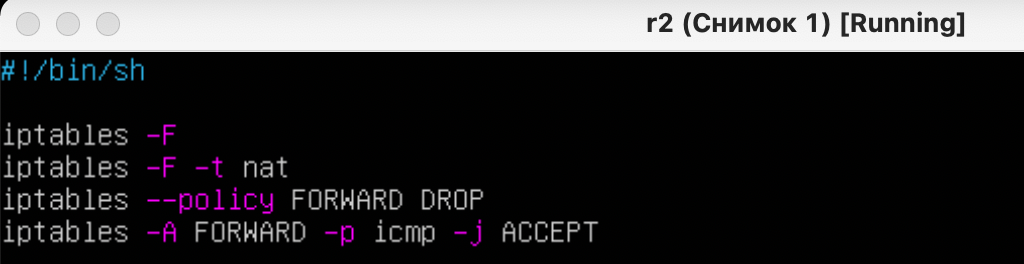 r2 (Снимок 1) [Running]
#!/bin/sh
iptables -F
iptables -F -t nat
iptables --policy FORWARD DROP
iptables -A FORWARD -p icmp -j ACCEPT